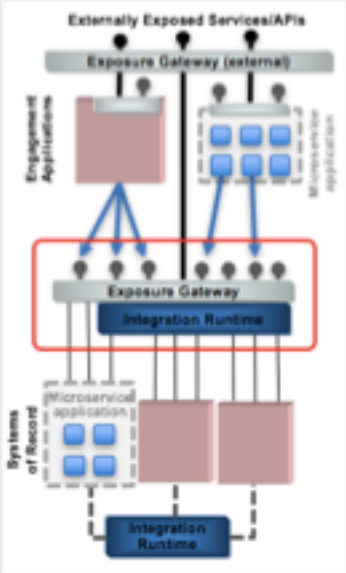 Externally Exposed Services/APIs
Exposure Gateway (external)
Engagement
Applications
Microservice
application
Exposure Gateway
Integration Runtime
Microservice
application
Systems
of Record
Integration
Runtime